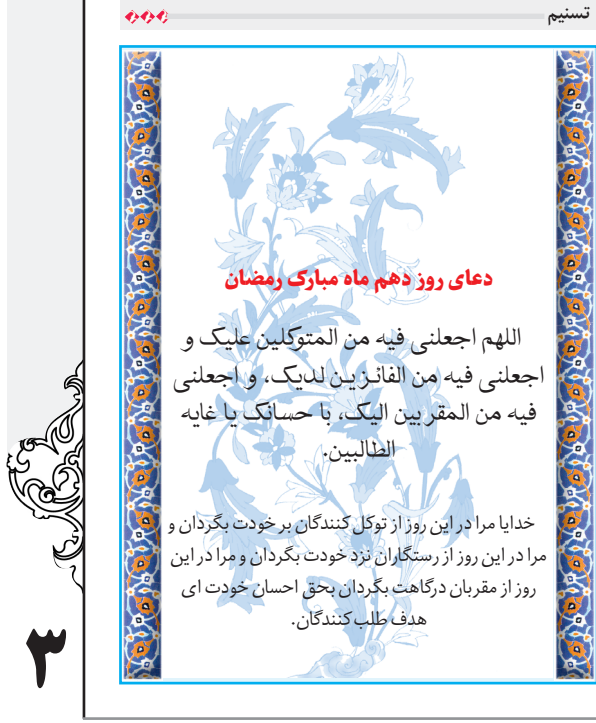 تسنیم
دعای روز دهم ماه مبارک رمضان
اللهم اجعلنی فیه من المتوکلین علیک و
اجعلنی فیه من الفائزین لدیک، و اجعلنی
فیه من المقربین الیک، با حسانک یا غایه
الطالبین.
خدایا مرا در این روز از توکل کنندگان بر خودت بگردان و
مرا در این روز از رستگاران نزد خودت بگردان و مرا در این
روز از مقربان درگاهت بگردان بحق احسان خودت ای
هدف طلب کنندگان.
۳